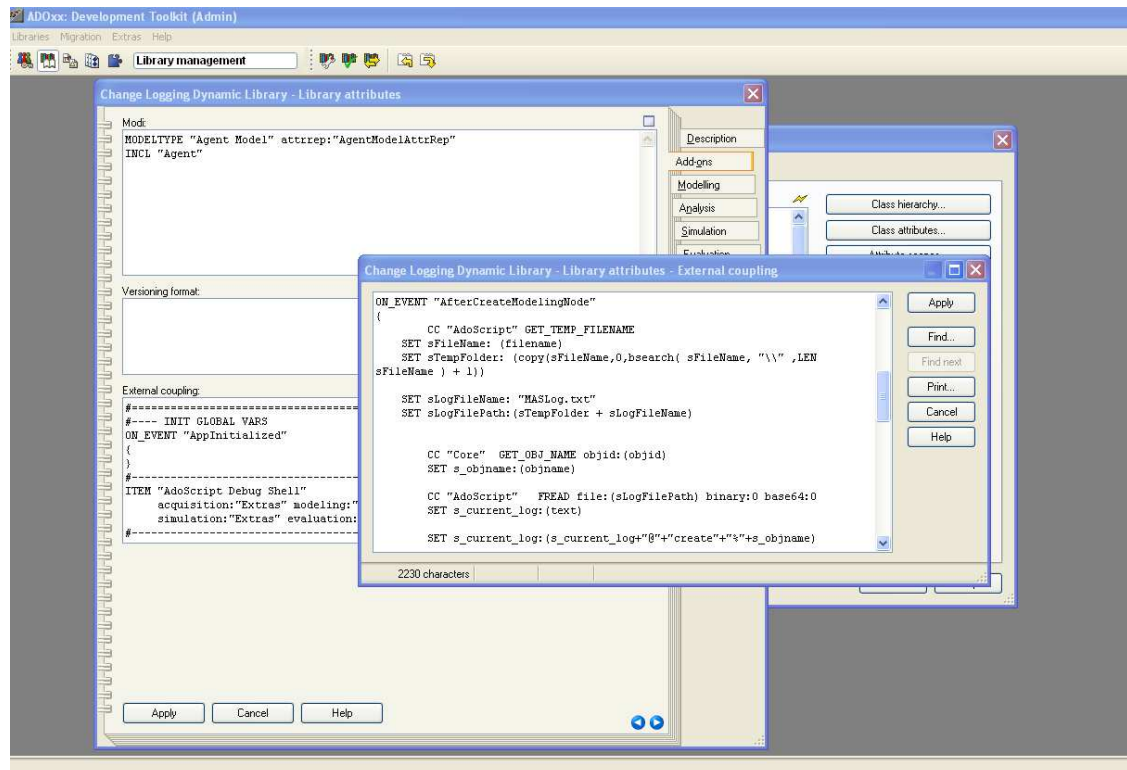 ADOxx: Development Toolkit (Admin)
Libraries Migration Extras Help
Library management
Change Logging Dynamic Library - Library attributes
Modi:
MODELTYPE "Agent Model" attrrep:"AgentModelAttrRep"
INCL "Agent"
Description
Add-ons
Modelling
Analysis
Simulation
Class hierarchy...
Class attributes...
Versioning format:
External coupling:
#---- INIT GLOBAL VARS
ON_EVENT "AppInitialized"
{
}
ITEM "AdoScript Debug Shell"
acquisition:"Extras" modeling:"
simulation:"Extras" evaluation:
Change Logging Dynamic Library - Library attributes - External coupling
ON_EVENT "AfterCreateModelingNode"
{
CC "AdoScript" GET_TEMP_FILENAME
SET sFileName: (filename)
SET sTempFolder: (copy(sFileName,0,bsearch( sFileName, "\\" ,LEN
sFileName ) + 1))
SET sLogFileName: "MASLog.txt"
SET sLogFilePath:(sTempFolder + sLogFileName)
CC "Core" GET_OBJ_NAME objid:(objid)
SET s_objname:(objname)
CC "AdoScript" FREAD file:(sLogFilePath) binary:0 base64:0
SET s_current_log:(text)
SET s_current_log:(s_current_log+"@"+"create"+"%"+s_objname)
Apply
Find...
Find next
Print...
Cancel
Help
2230 characters
Apply Cancel Help